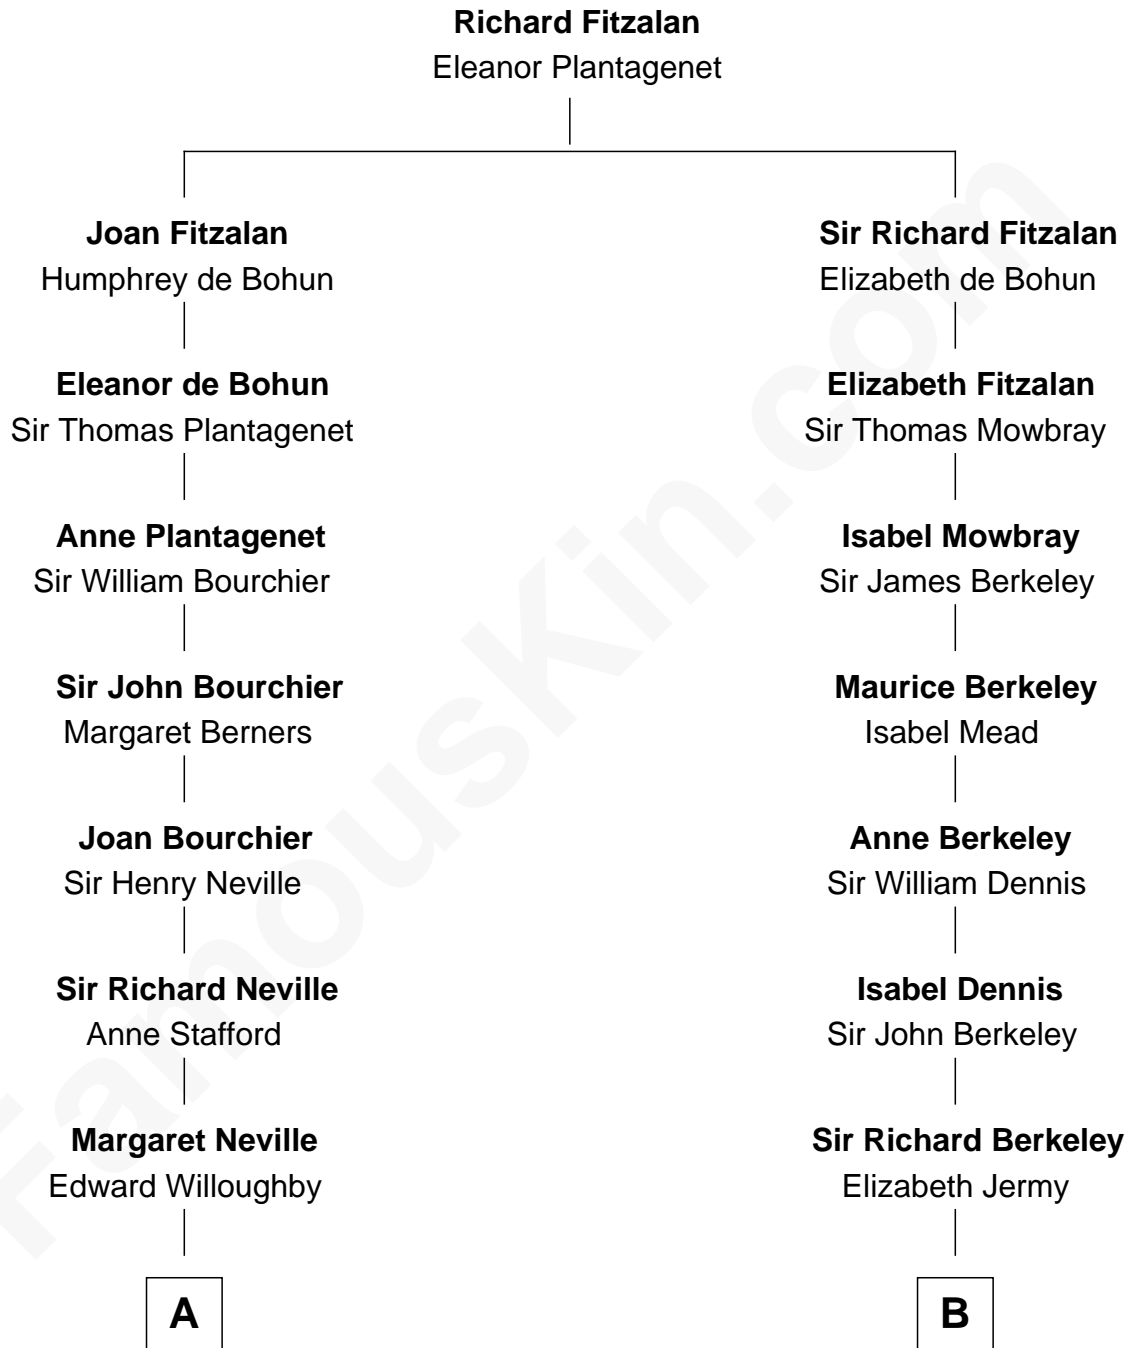 Richard Fitzalan
Eleanor Plantagenet
Joan Fitzalan
Humphrey de Bohun
Sir Richard Fitzalan
Elizabeth de Bohun
Eleanor de Bohun
Sir Thomas Plantagenet
Elizabeth Fitzalan
Sir Thomas Mowbray
Anne Plantagenet
Sir William Bourchier
Isabel Mowbray
Sir James Berkeley
Sir John Bourchier
Margaret Berners
Maurice Berkeley
Isabel Mead
Joan Bourchier
Sir Henry Neville
Anne Berkeley
Sir William Dennis
Sir Richard Neville
Anne Stafford
Isabel Dennis
Sir John Berkeley
Margaret Neville
Edward Willoughby
Sir Richard Berkeley
Elizabeth Jermy
A
B
FamousKin.com